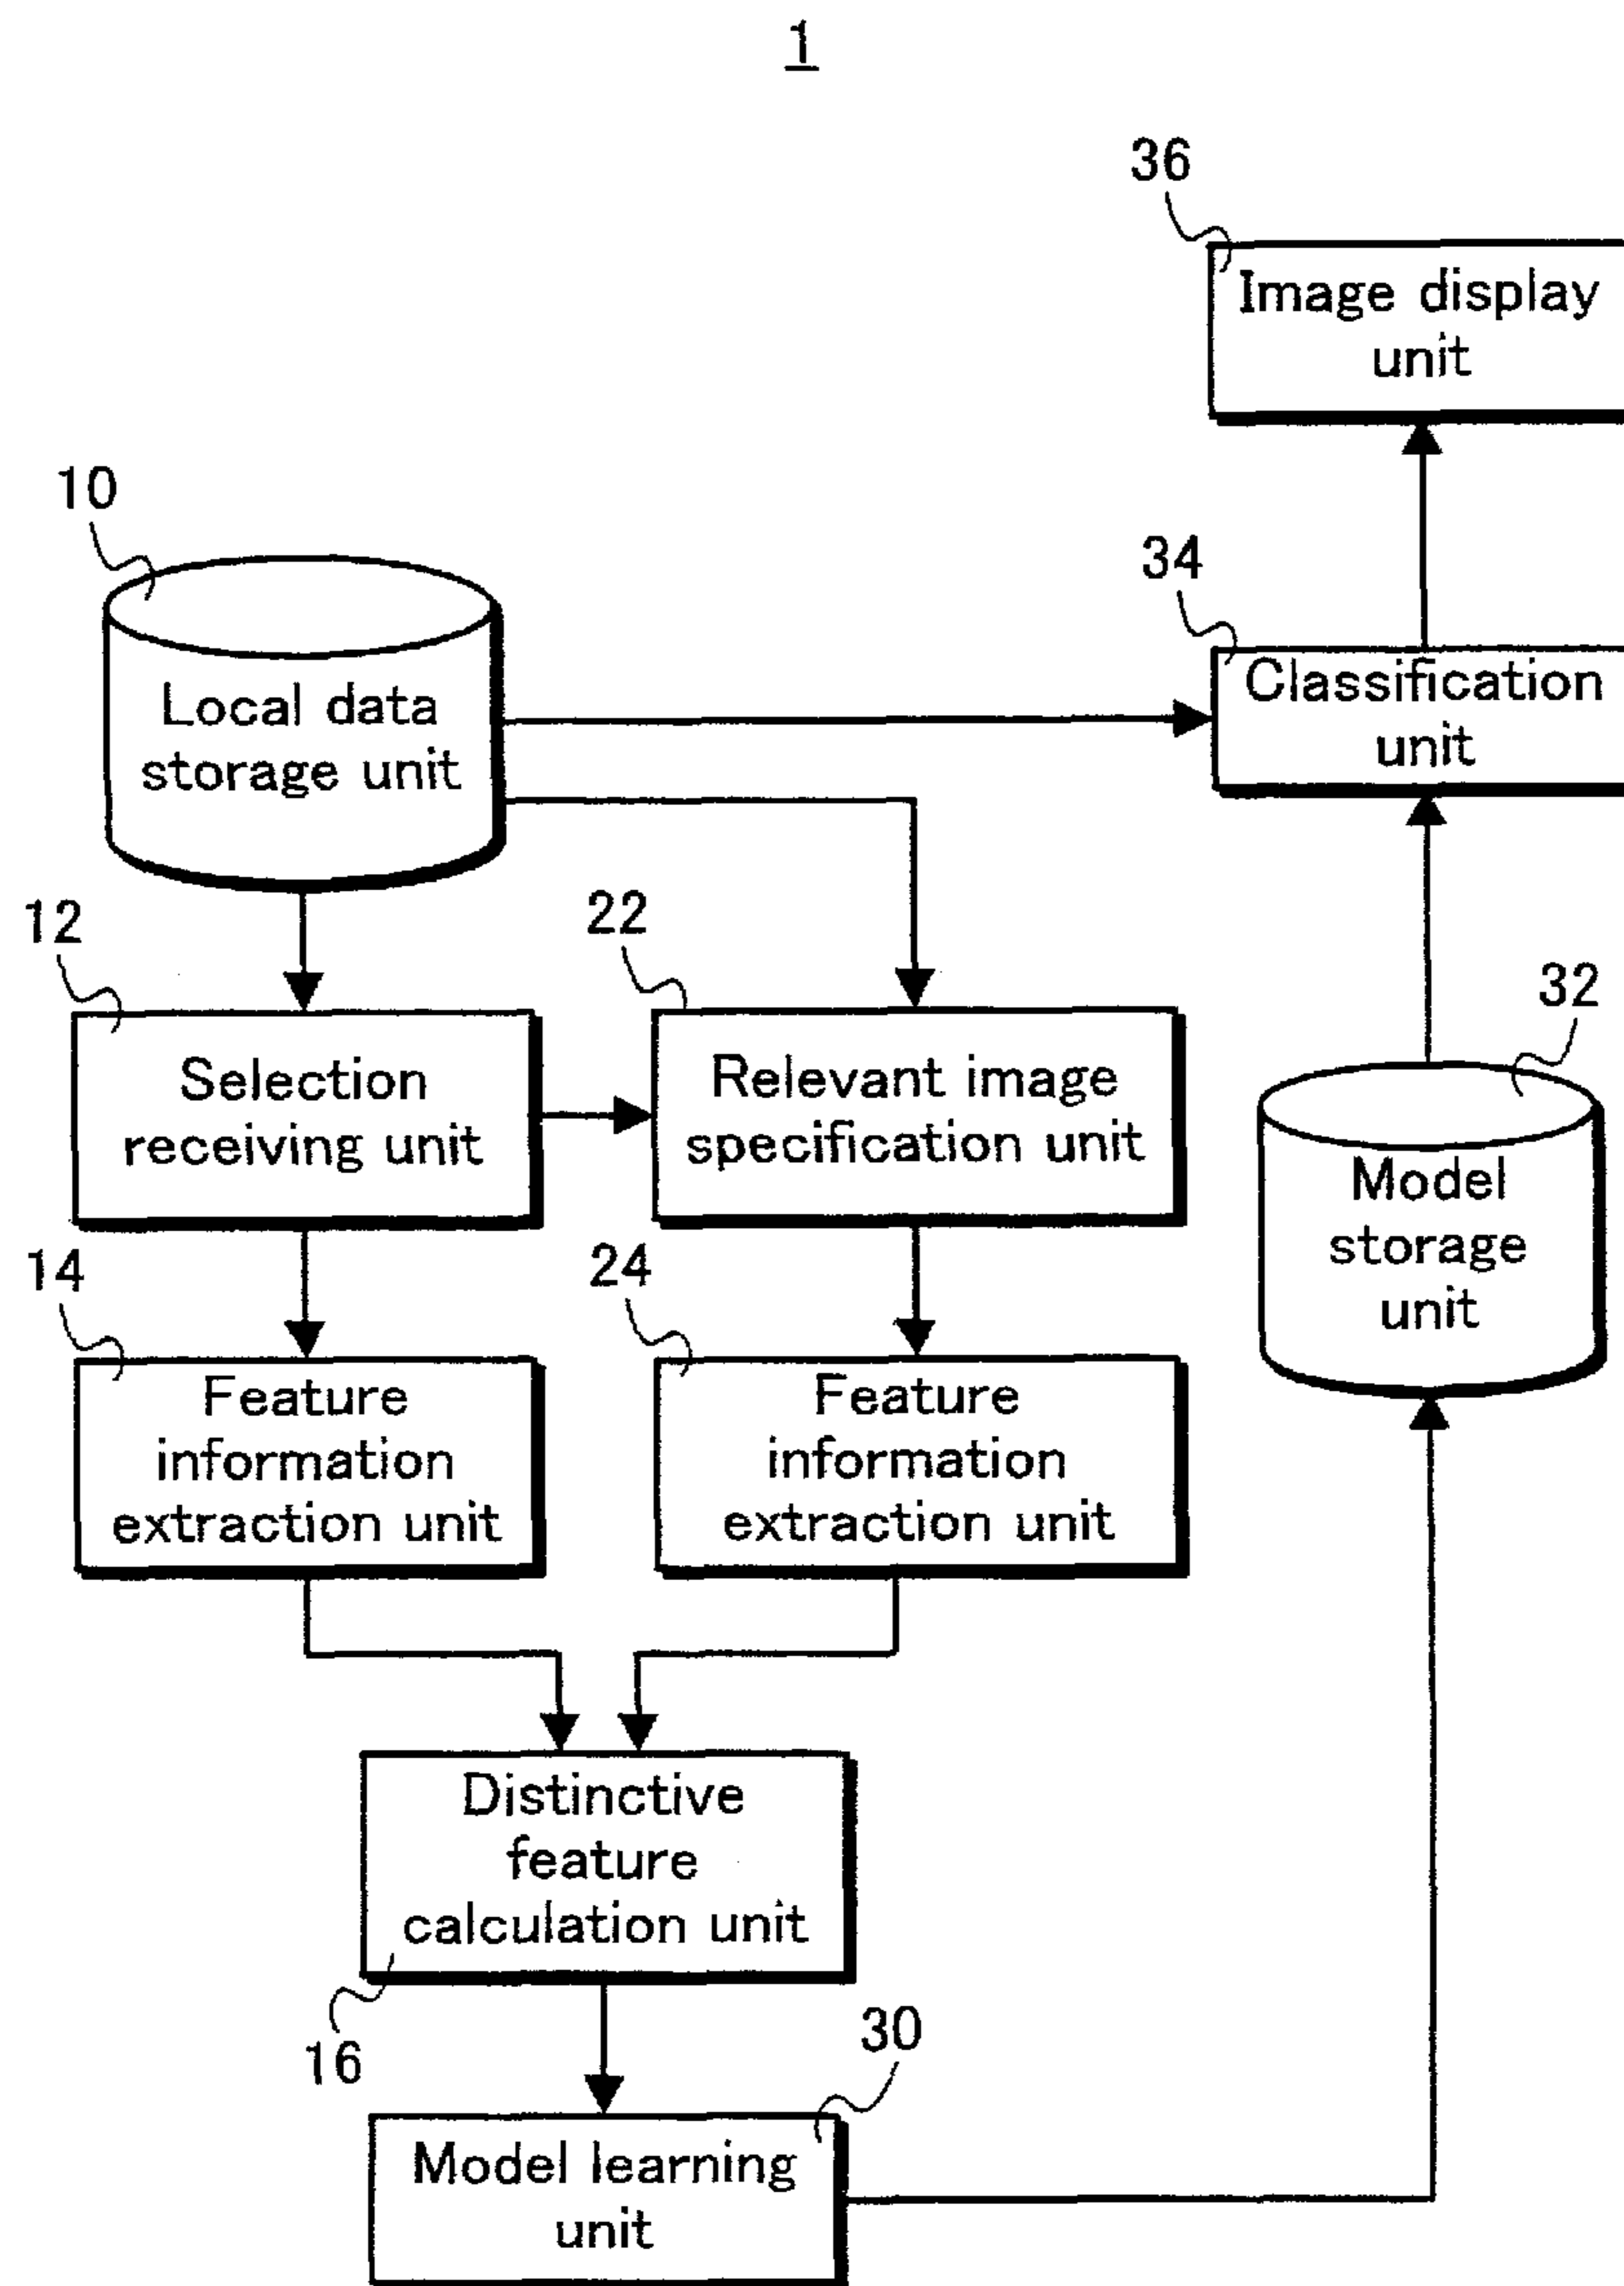 1
36
Image display
unit
10
Local data
storage unit
34
Classification
unit
12
Selection
receiving unit
22
Relevant image
specification unit
32
Model
storage
unit
14
Feature
information
extraction unit
24
Feature
information
extraction unit
Distinctive
feature
calculation unit
16
30
Model learning
unit